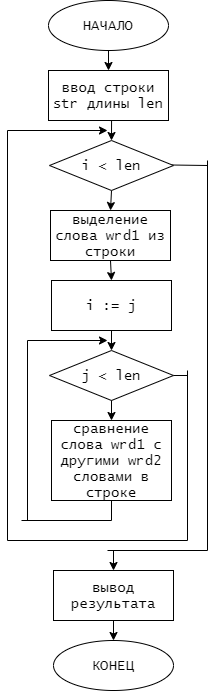 НАЧАЛО
ввод строки
str длины len
i < len
выделение
слова wrd1 из
строки
i := j
j < len
сравнение
слова wrd1 с
другими wrd2
словами в
строке
вывод
результата
КОНЕЦ